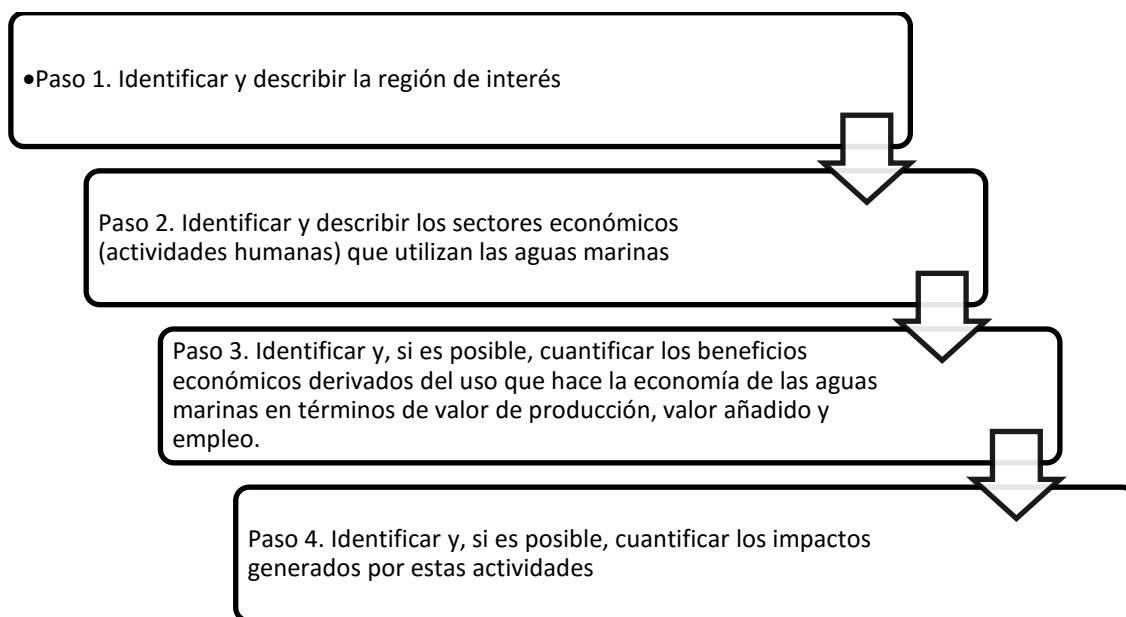 •Paso 1. Identificar y describir la región de interés
Paso 2. Identificar y describir los sectores económicos
(actividades humanas) que utilizan las aguas marinas
Paso 3. Identificar y, si es posible, cuantificar los beneficios
económicos derivados del uso que hace la economía de las aguas
marinas en términos de valor de producción, valor añadido y
empleo.
Paso 4. Identificar y, si es posible, cuantificar los impactos
generados por estas actividades